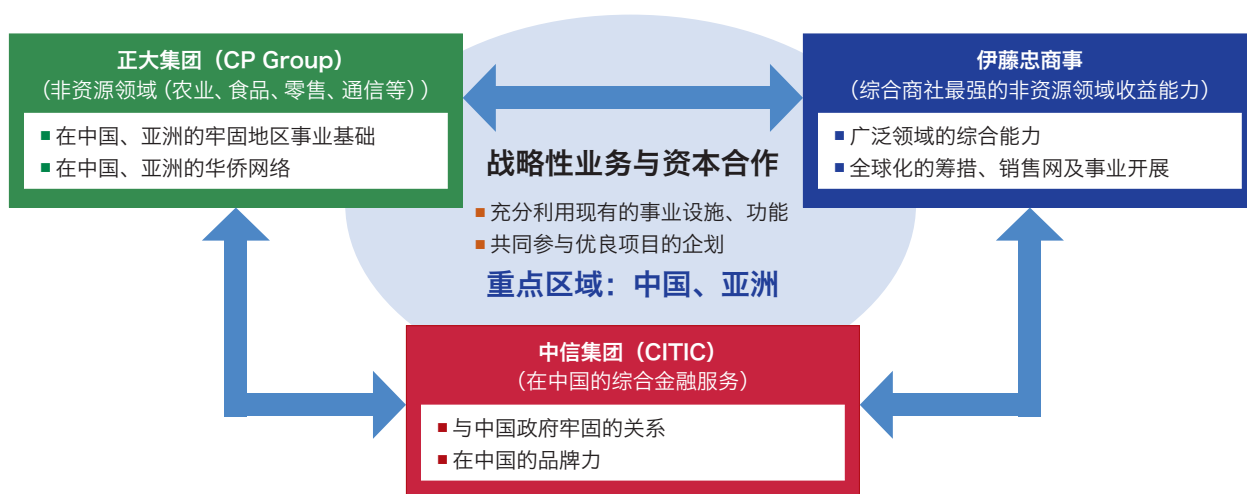 正大集团（CP Group）
（非资源领域（农业、食品、零售、通信等））
■ 在中国、亚洲的牢固地区事业基础
■ 在中国、亚洲的华侨网络
伊藤忠商事
（综合商社最强的非资源领域收益能力）
■ 广泛领域的综合能力
■ 全球化的筹措、销售网及事业开展
战略性业务与资本合作
■ 充分利用现有的事业设施、功能
■ 共同参与优良项目的企划
重点区域：中国、亚洲
中信集团（CITIC）
（在中国的综合金融服务）
■ 与中国政府牢固的关系
■ 在中国的品牌力